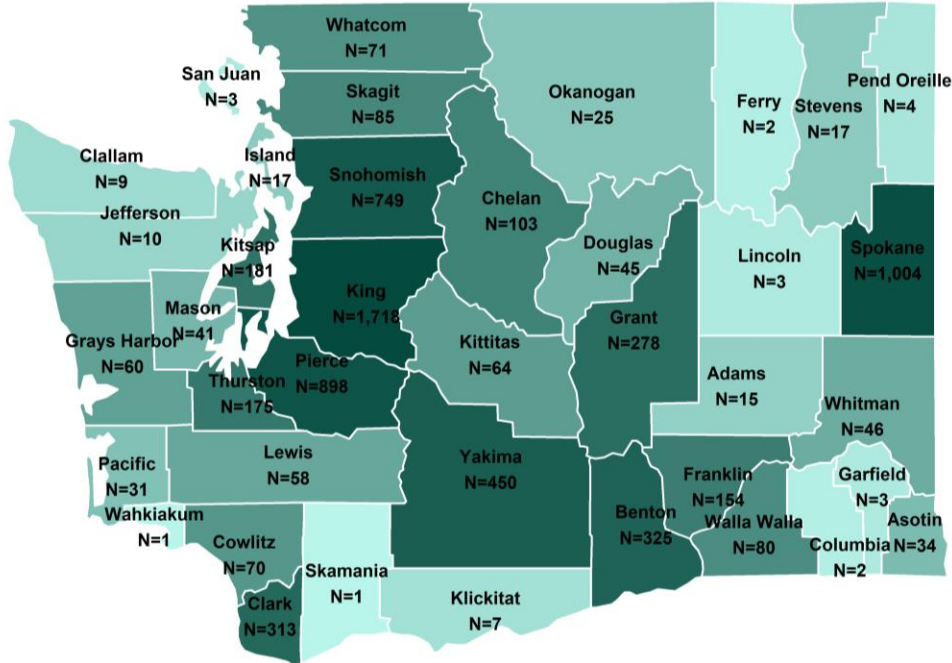 Whatcom
N=71
San Juan
N=3
Skagit
N=85
Okanogan
N=25
Ferry
N=2
Stevens
N=17
Pend Oreille
N=4
Clallam
N=9
Island
N=17
Snohomish
N=749
Chelan
N=103
Jefferson
N=10
Kitsap
N=181
Douglas
N=45
Lincoln
N=3
Spokane
N=1,004
King
N=1,718
Mason
N=41
Grays Harbor
N=60
Kittitas
N=64
Grant
N=278
Pierce
N=898
Thurston
N=175
Adams
N=15
Whitman
N=46
Pacific
N=31
Lewis
N=58
Yakima
N=450
Franklin
N=154
Garfield
N=3
Wahkiakum
N=1
Benton
N=325
Walla Walla
N=80
Asotin
N=34
Cowlitz
N=70
Columbia
N=2
Skamania
N=1
Klickitat
N=7
Clark
N=313